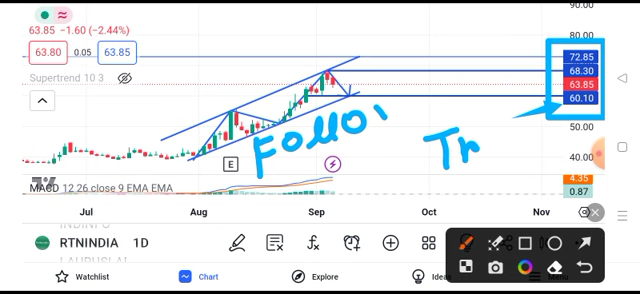 90.00
63.85 −1.60 (−2.44%)
63.80 0.05 63.85
72.85
68.30
63.85
60.10
Supertrend 10 3
50.00
40.00
Follo
Tr
E
MACD 12 26 close 9 EMA EMA
4.35
0.87
Jul Aug Sep Oct Nov
INDINFO
RTNINDIA 1D
Watchlist Chart Explore Ideas Menu